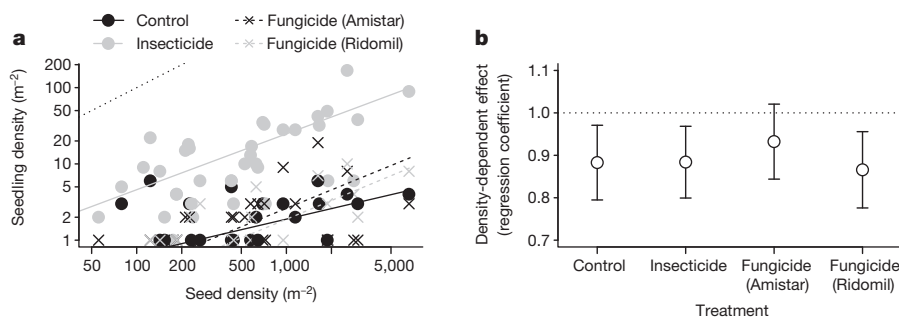 a
Control
Fungicide (Amistar)
Insecticide
Fungicide (Ridomil)
Seedling density (m⁻²)
200
100
50
20
10
5
2
1
50
100
200
500
1,000
5,000
Seed density (m⁻²)
b
Density-dependent effect
(regression coefficient)
1.1
1.0
0.9
0.8
0.7
Control
Insecticide
Fungicide
(Amistar)
Fungicide
(Ridomil)
Treatment